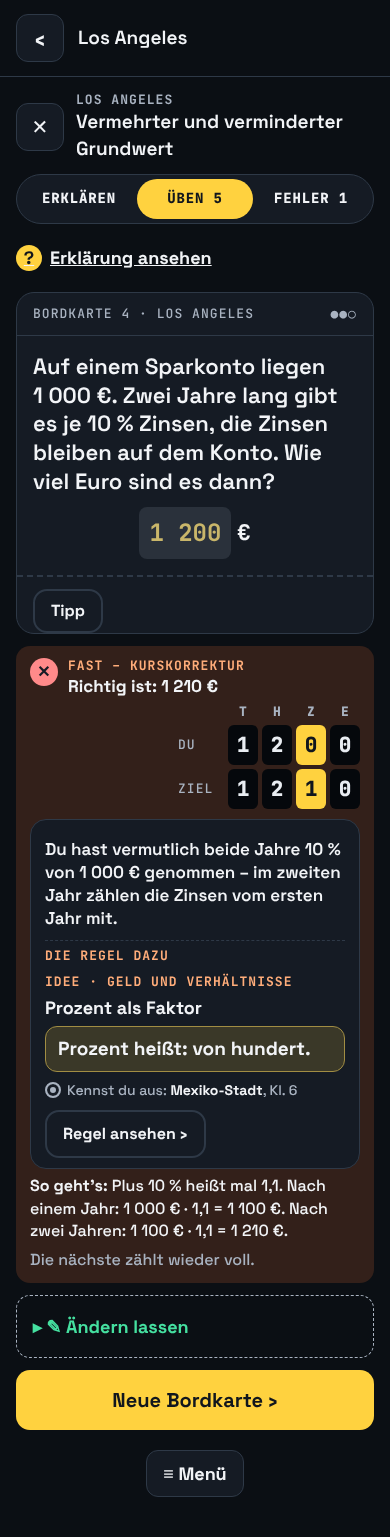 < Los Angeles
✕
LOS ANGELES
Vermehrter und verminderter
Grundwert
ERKLÄREN ÜBEN 5 FEHLER 1
? Erklärung ansehen
BORDKARTE 4 · LOS ANGELES ●●○
Auf einem Sparkonto liegen
1 000 €. Zwei Jahre lang gibt
es je 10 % Zinsen, die Zinsen
bleiben auf dem Konto. Wie
viel Euro sind es dann?
1 200 €
Tipp
✕ FAST – KURSKORREKTUR
Richtig ist: 1 210 €
T H Z E
DU 1 2 0 0
ZIEL 1 2 1 0
Du hast vermutlich beide Jahre 10 %
von 1 000 € genommen – im zweiten
Jahr zählen die Zinsen vom ersten
Jahr mit.
DIE REGEL DAZU
IDEE · GELD UND VERHÄLTNISSE
Prozent als Faktor
Prozent heißt: von hundert.
Kennst du aus: Mexiko-Stadt, Kl. 6
Regel ansehen >
So geht's: Plus 10 % heißt mal 1,1. Nach
einem Jahr: 1 000 € · 1,1 = 1 100 €. Nach
zwei Jahren: 1 100 € · 1,1 = 1 210 €.
Die nächste zählt wieder voll.
▸ ✎ Ändern lassen
Neue Bordkarte >
≡ Menü